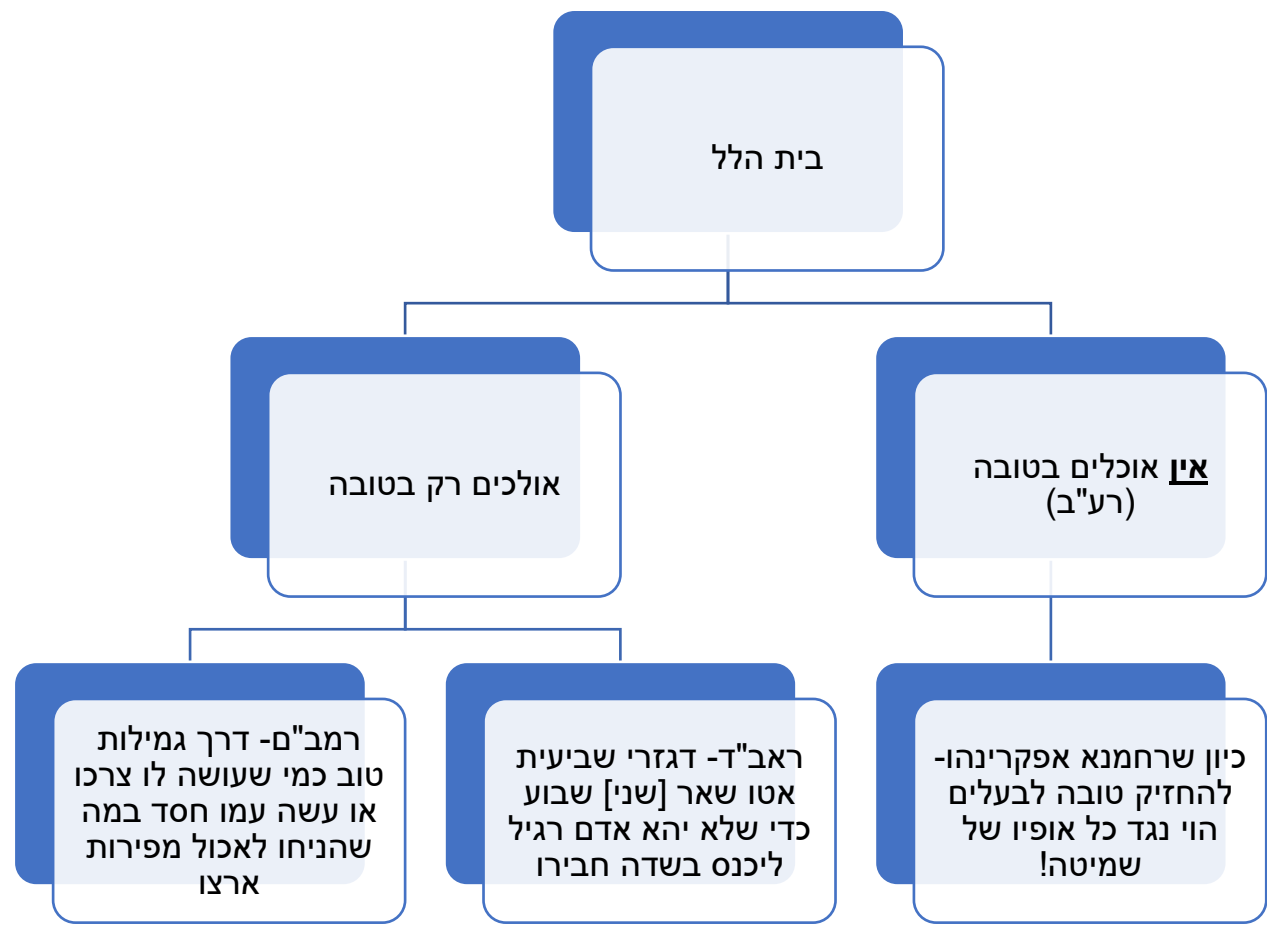 בית הלל
אין אוכלים בטובה
(רע"ב)
אולכים רק בטובה
כיון שרחמנא אפקרינהו-
להחזיק טובה לבעלים
הוי נגד כל אופיו של
שמיטה!
ראב"ד- דגזרי שביעית
אטו שאר [שני] שבוע
כדי שלא יהא אדם רגיל
ליכנס בשדה חבירו
רמב"ם- דרך גמילות
טוב כמי שעושה לו צרכו
או עשה עמו חסד במה
שהניחו לאכול מפירות
ארצו